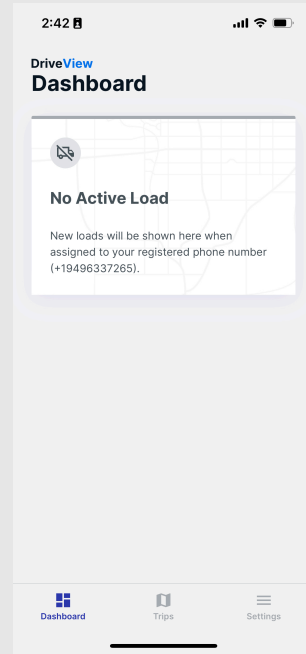 2:42
DriveView
Dashboard
No Active Load
New loads will be shown here when
assigned to your registered phone number
(+19496337265).
Dashboard
Trips
Settings